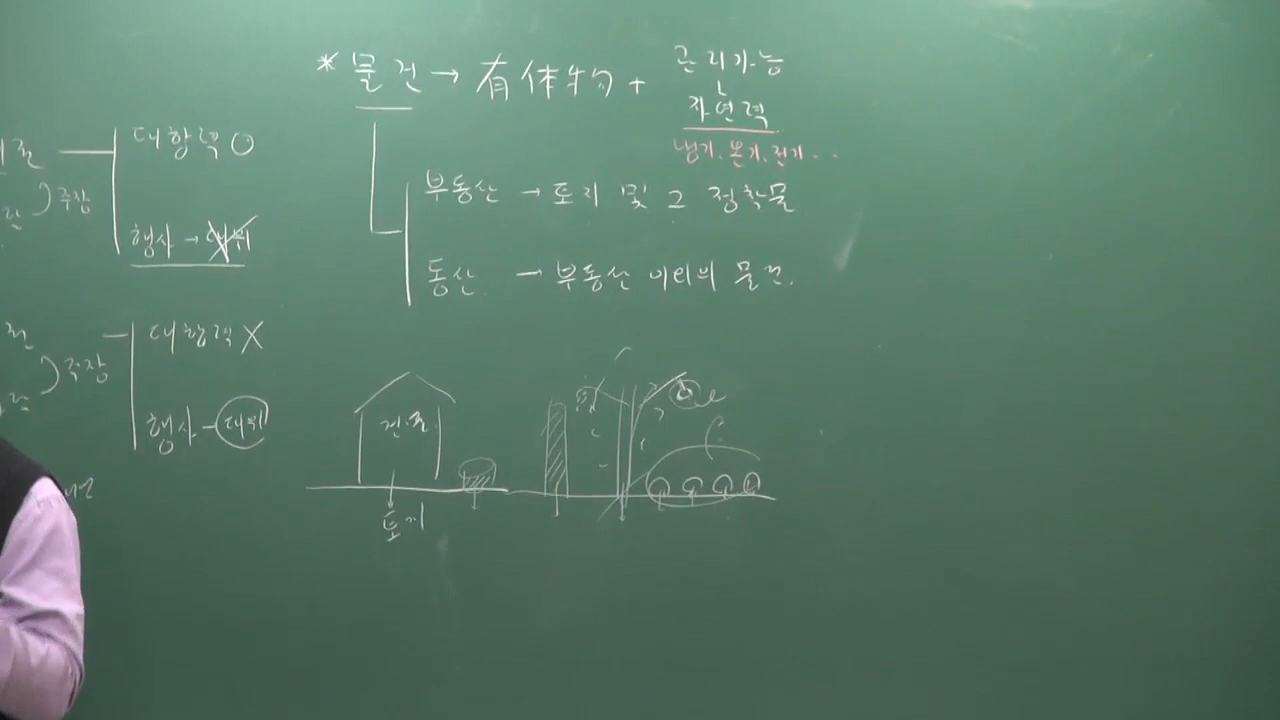 * 물건 → 有体物 + 관리가능
자연력
냉기, 온기, 전기...
부동산 → 토지 및 그 정착물
동산 → 부동산 이외의 물건.
대항력 O
주장
행사 → 대위
대항력 X
주장
행사 - 대위
건물
토지